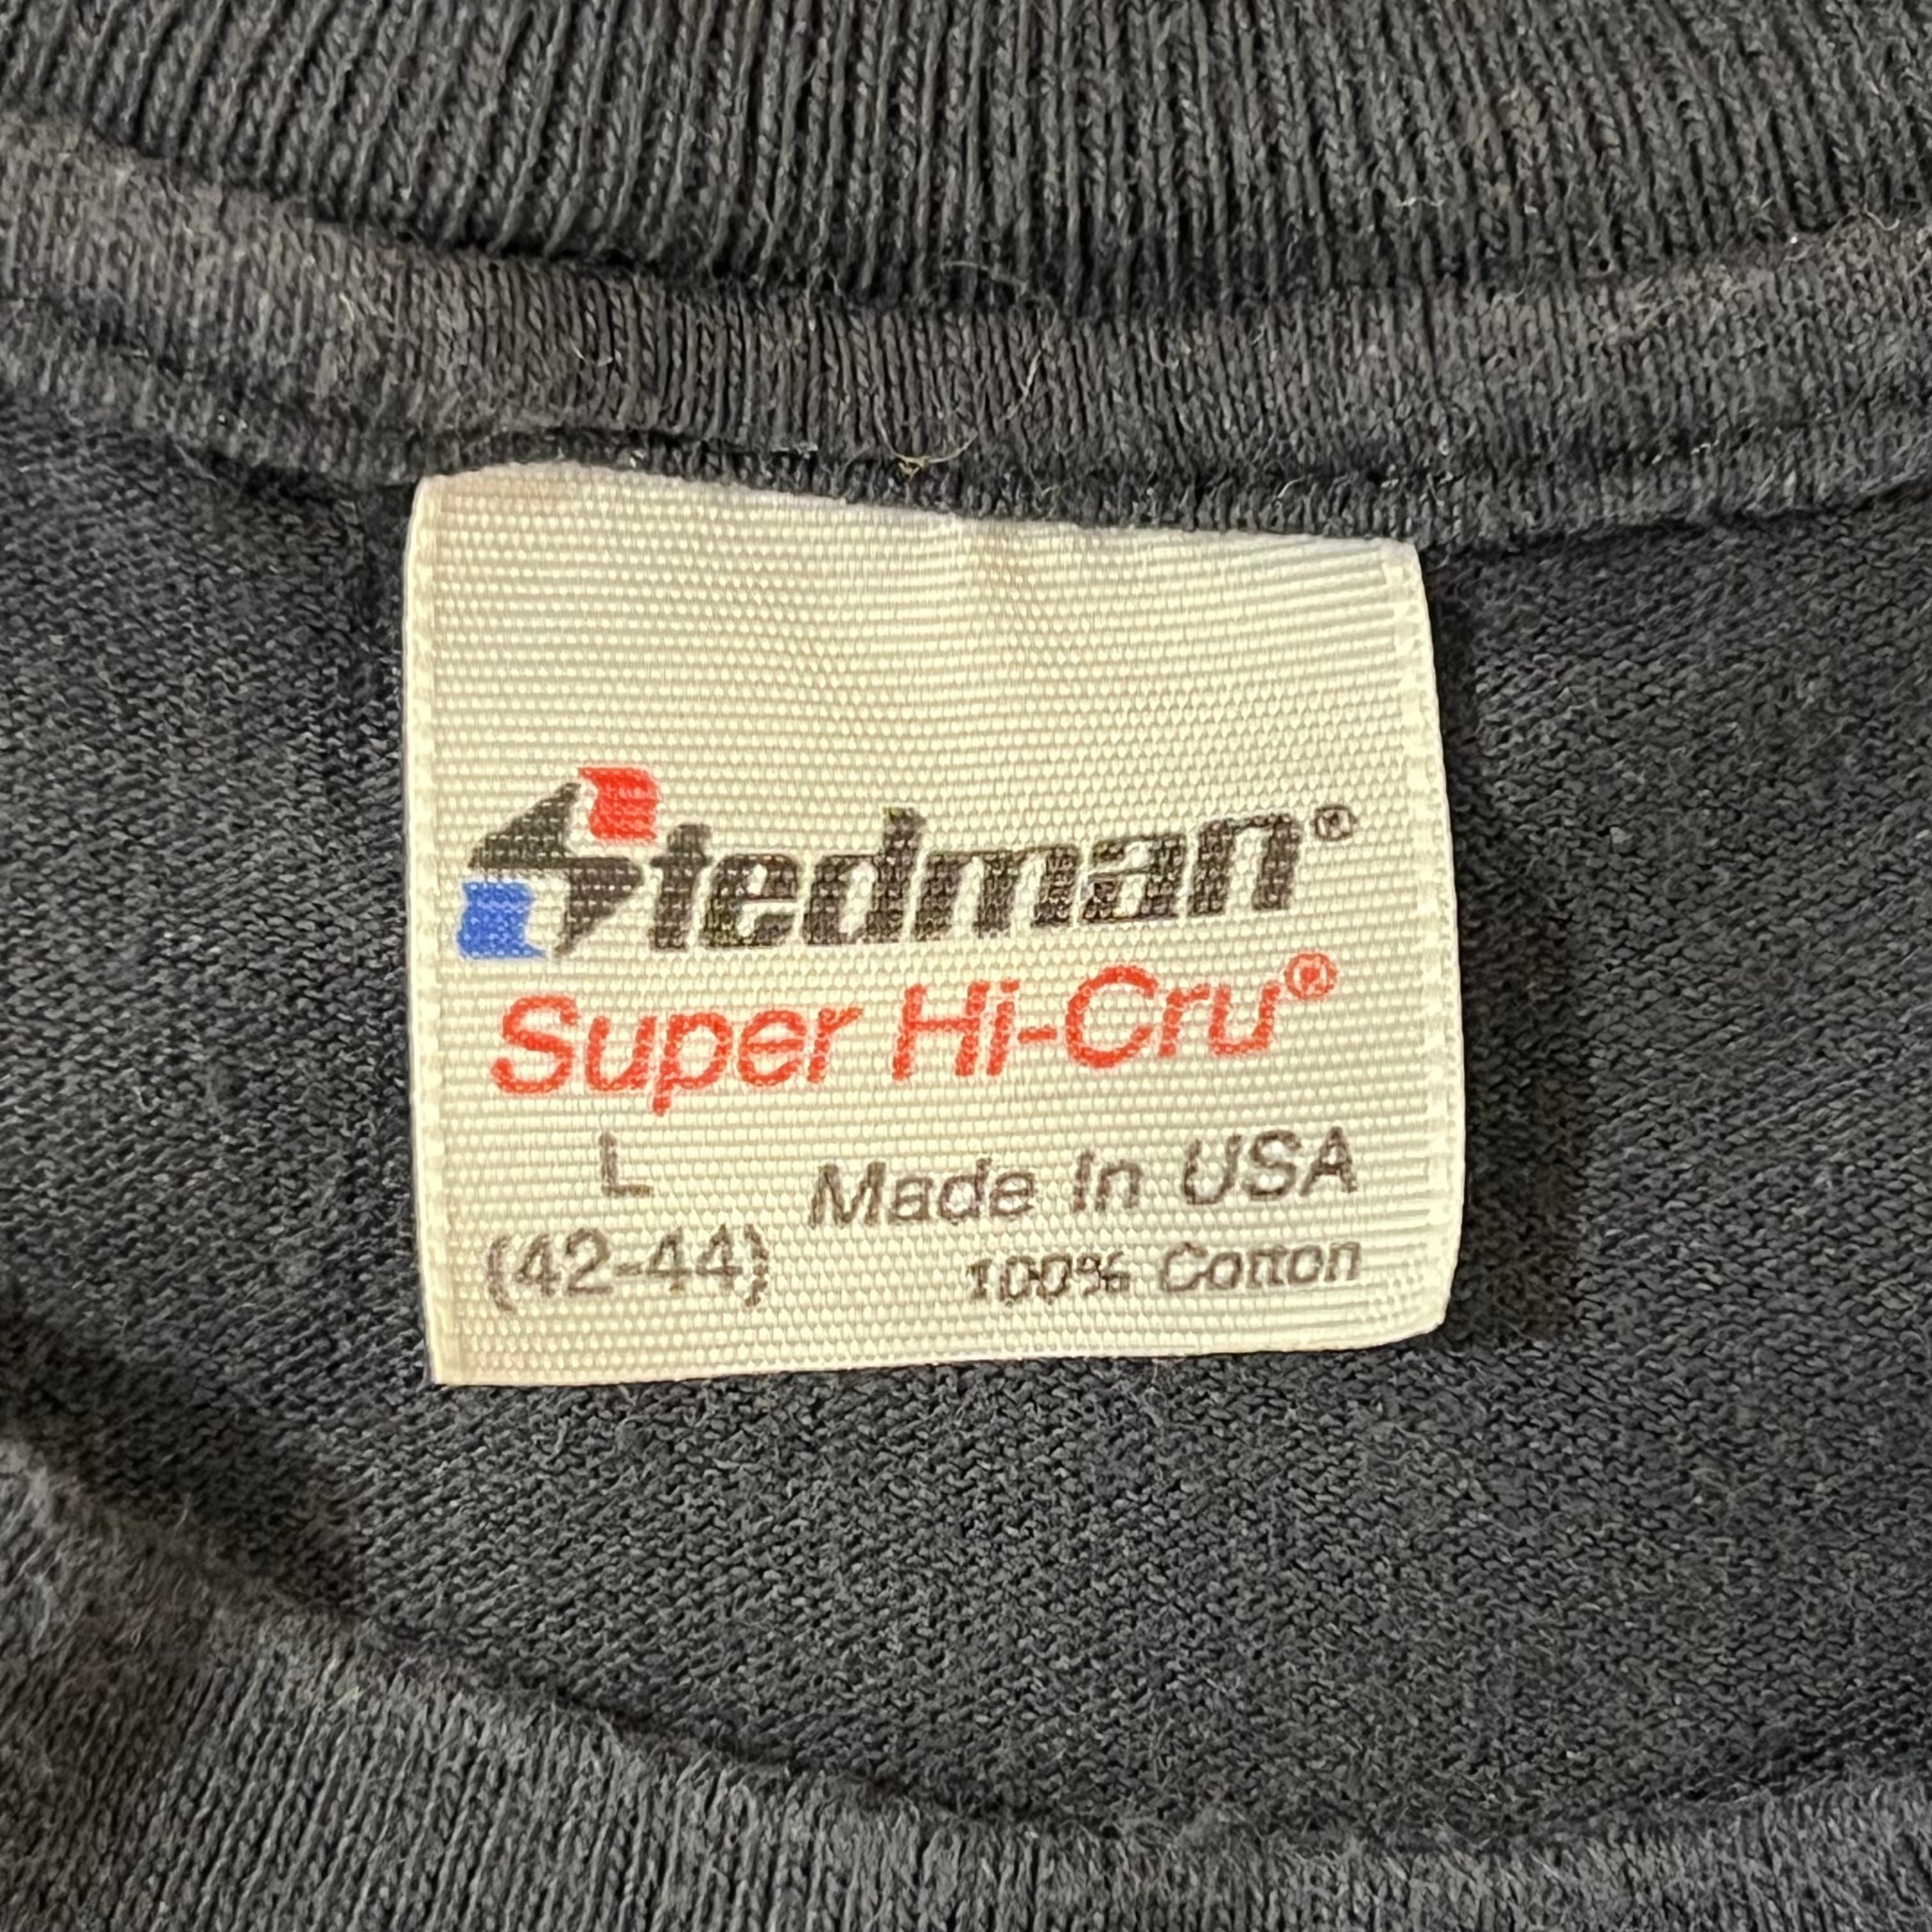 Stedman®
Super Hi-Cru®
L Made In USA
(42-44) 100% Cotton